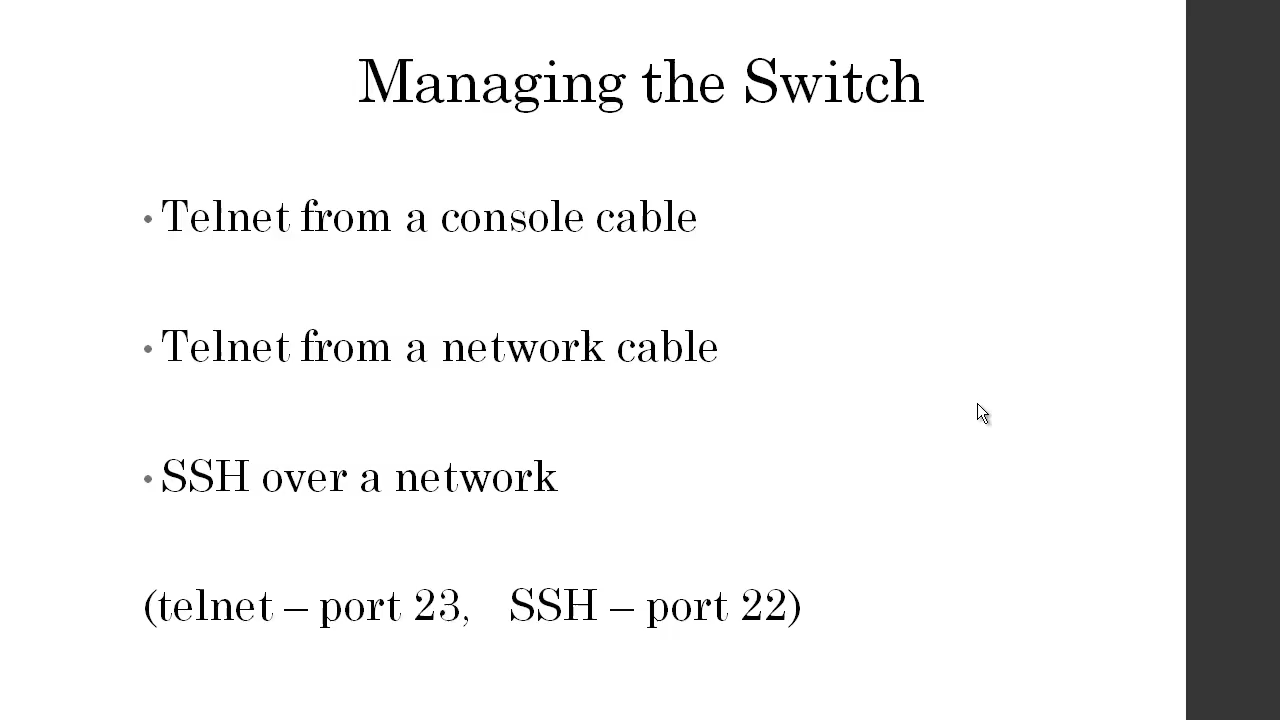 Managing the Switch
• Telnet from a console cable
• Telnet from a network cable
• SSH over a network
(telnet – port 23, SSH – port 22)